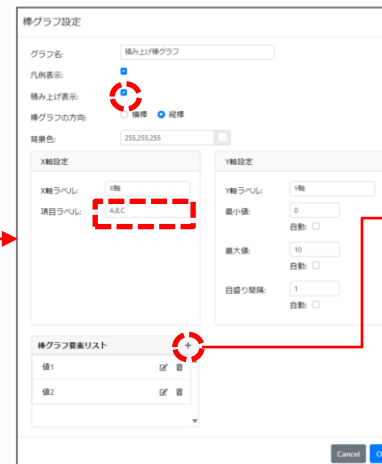 棒グラフ設定
グラフ名: 積み上げ棒グラフ
凡例表示:
積み上げ表示:
棒グラフの方向: 横棒 縦棒
背景色: 255,255,255
X軸設定
X軸ラベル: X軸
項目ラベル: A,B,C
Y軸設定
Y軸ラベル: Y軸
最小値: 0
自動:
最大値: 10
自動:
目盛り間隔: 1
自動:
棒グラフ要素リスト +
値1
値2
Cancel